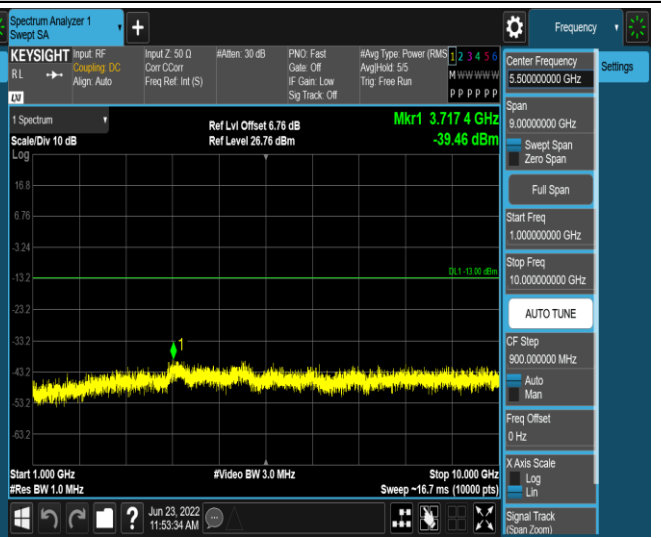 Spectrum Analyzer 1
Swept SA
Frequency
KEYSIGHT
RL
LXI
Input: RF
Coupling: DC
Align: Auto
Input Z: 50 Ω
Corr CCorr
Freq Ref: Int (S)
#Atten: 30 dB
PNO: Fast
Gate: Off
IF Gain: Low
Sig Track: Off
#Avg Type: Power (RMS
Avg|Hold: 5/5
Trig: Free Run
1 2 3 4 5 6
M W W W W W
P P P P P P
1 Spectrum
Scale/Div 10 dB
Log
Ref Lvl Offset 6.76 dB
Ref Level 26.76 dBm
Mkr1 3.717 4 GHz
-39.46 dBm
16.8
6.76
-3.24
-13.2
-23.2
-33.2
-43.2
-53.2
-63.2
DL1 -13.00 dBm
1
Start 1.000 GHz
#Res BW 1.0 MHz
#Video BW 3.0 MHz
Stop 10.000 GHz
Sweep ~16.7 ms (10000 pts)
?
Jun 23, 2022
11:53:34 AM
Center Frequency
5.500000000 GHz
Settings
Span
9.00000000 GHz
Swept Span
Zero Span
Full Span
Start Freq
1.000000000 GHz
Stop Freq
10.000000000 GHz
AUTO TUNE
CF Step
900.000000 MHz
Auto
Man
Freq Offset
0 Hz
X Axis Scale
Log
Lin
Signal Track
(Span Zoom)